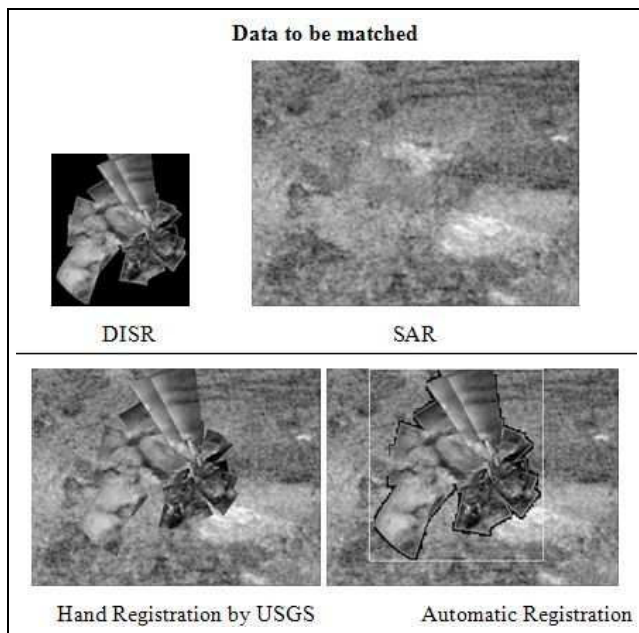 Data to be matched
DISR
SAR
Hand Registration by USGS
Automatic Registration